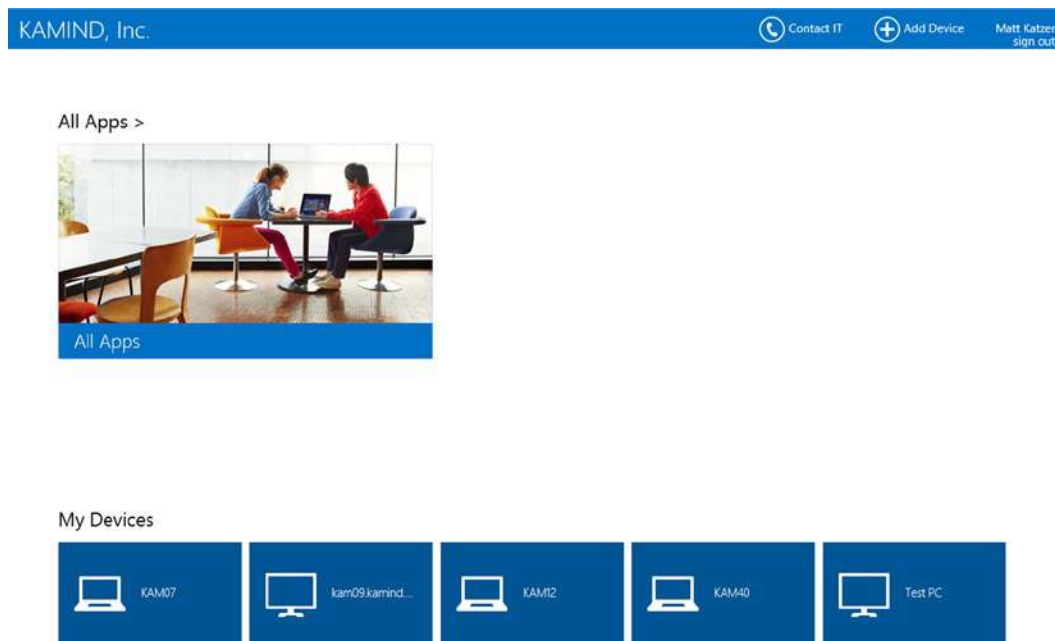 KAMIND, Inc.
Contact IT
Add Device
Matt Katzer
sign out
All Apps >
All Apps
My Devices
KAM07
kam09.kamind...
KAM12
KAM40
Test PC